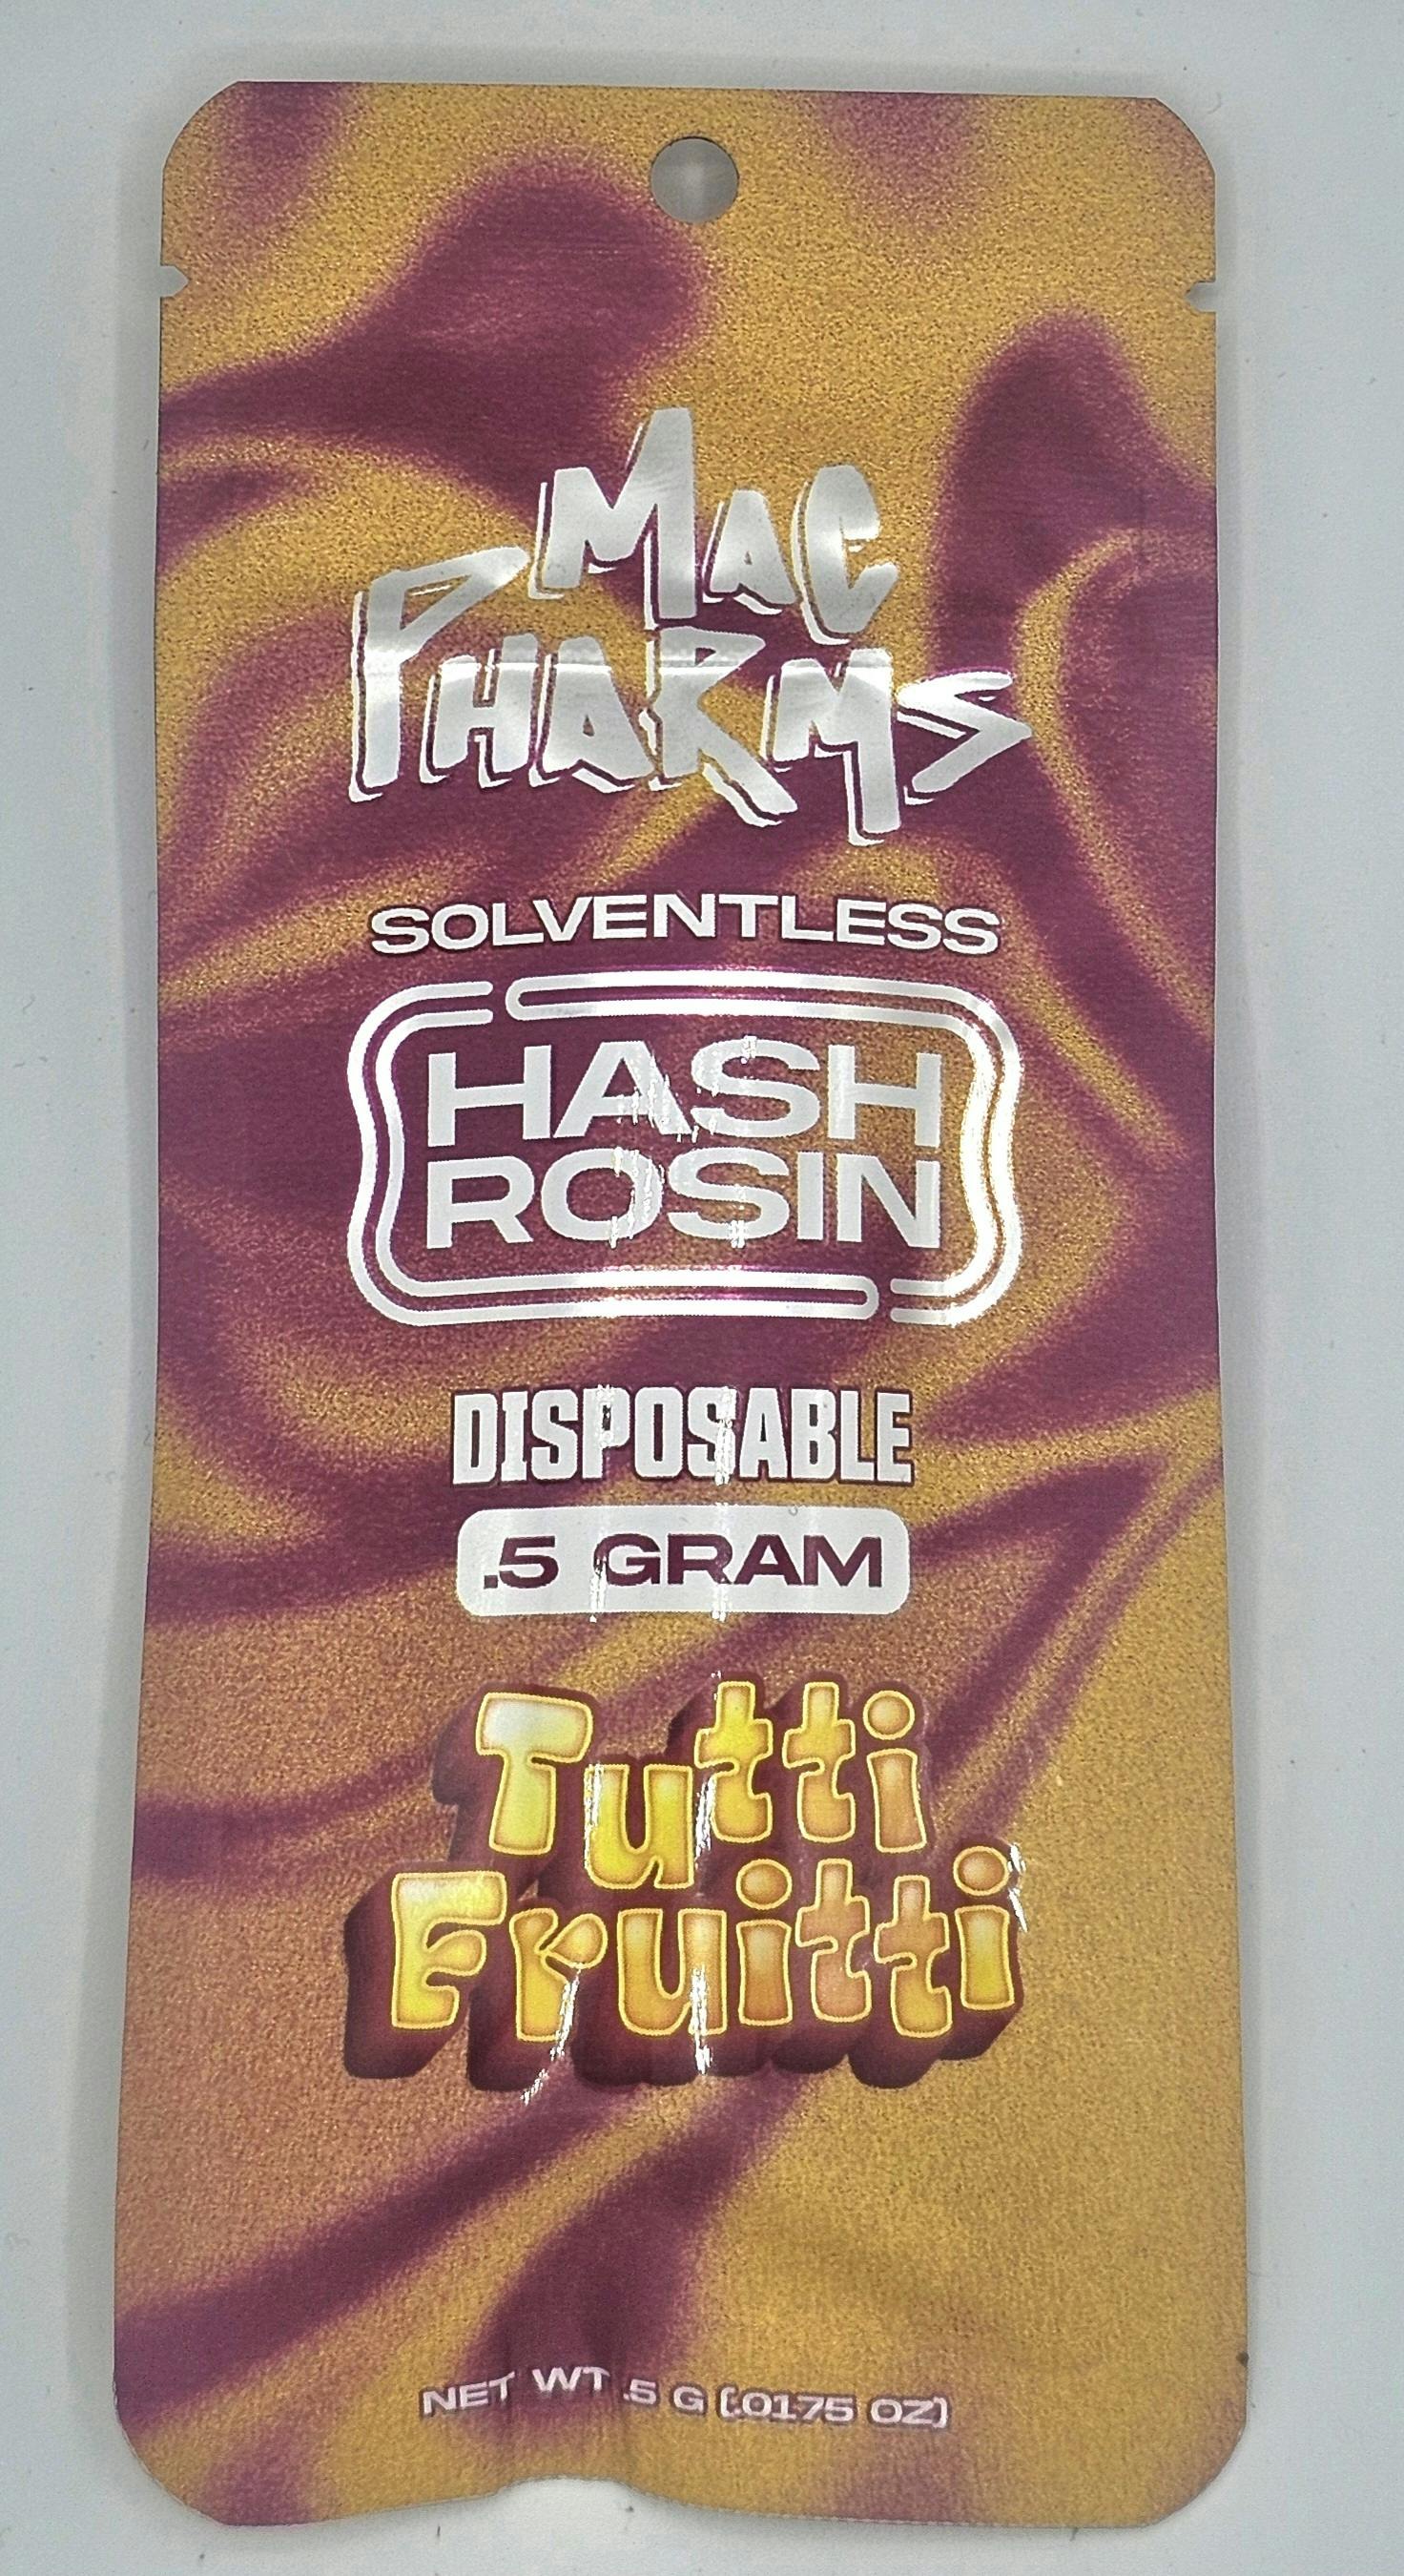 MAC
PHARMS
SOLVENTLESS
HASH
ROSIN
DISPOSABLE
.5 GRAM
Tutti
Fruitti
NET WT .5 G (.0175 OZ)